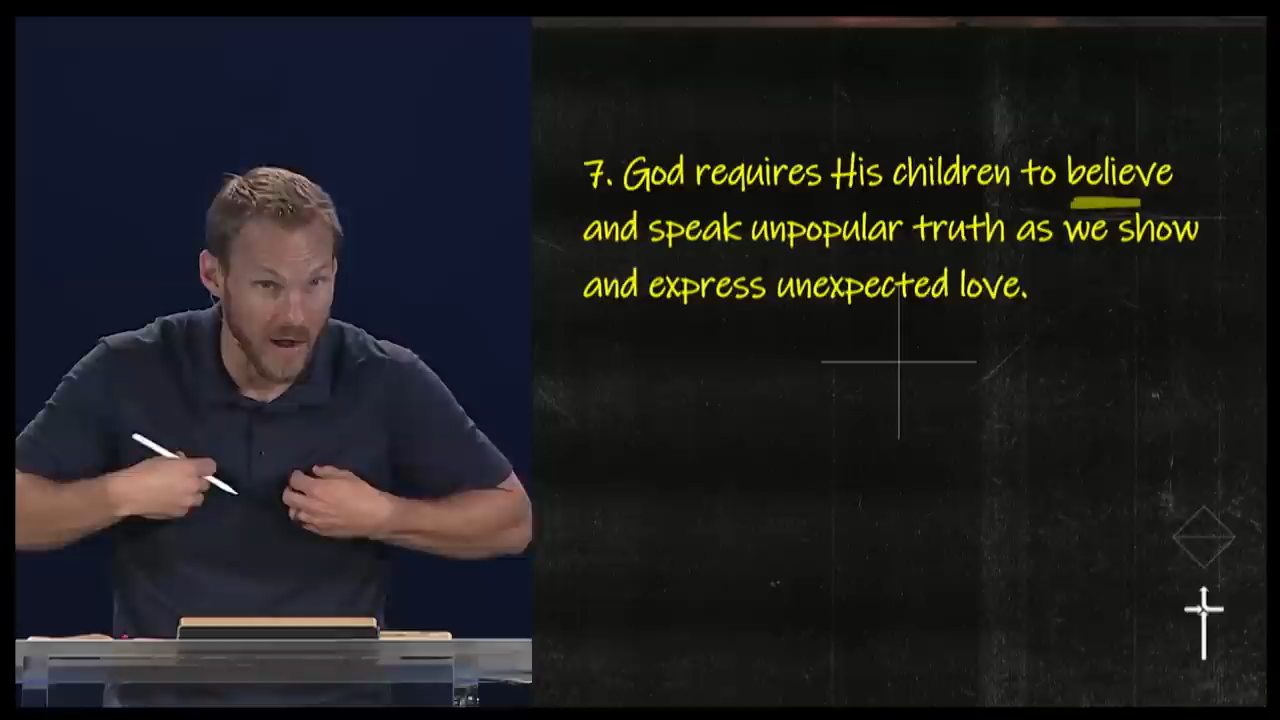 7. God requires His children to believe
and speak unpopular truth as we show
and express unexpected love.